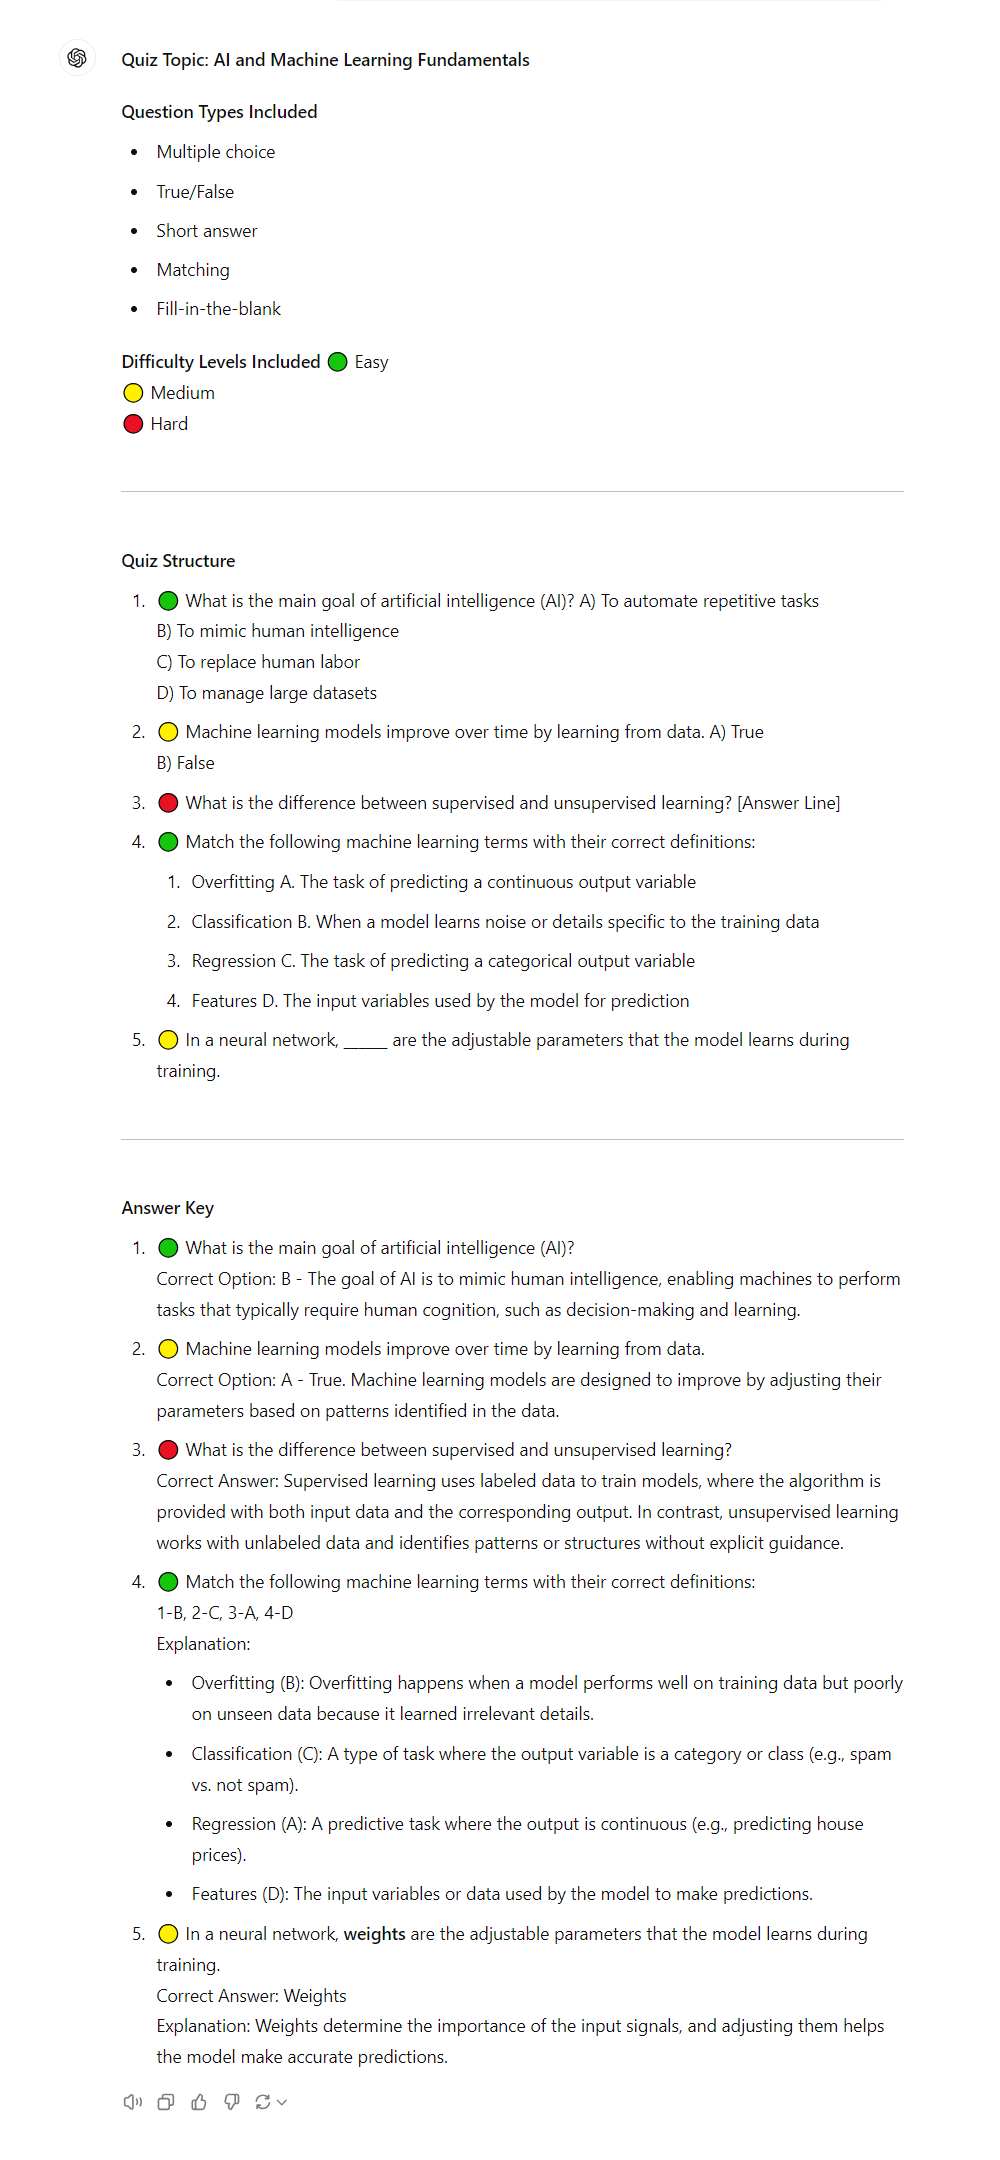 Quiz Topic: AI and Machine Learning Fundamentals
Question Types Included
• Multiple choice
• True/False
• Short answer
• Matching
• Fill-in-the-blank
Difficulty Levels Included 🟢 Easy
🟡 Medium
🔴 Hard
Quiz Structure
1. 🟢 What is the main goal of artificial intelligence (AI)? A) To automate repetitive tasks
B) To mimic human intelligence
C) To replace human labor
D) To manage large datasets
2. 🟡 Machine learning models improve over time by learning from data. A) True
B) False
3. 🔴 What is the difference between supervised and unsupervised learning? [Answer Line]
4. 🟢 Match the following machine learning terms with their correct definitions:
1. Overfitting A. The task of predicting a continuous output variable
2. Classification B. When a model learns noise or details specific to the training data
3. Regression C. The task of predicting a categorical output variable
4. Features D. The input variables used by the model for prediction
5. 🟡 In a neural network, _____ are the adjustable parameters that the model learns during
training.
Answer Key
1. 🟢 What is the main goal of artificial intelligence (AI)?
Correct Option: B - The goal of AI is to mimic human intelligence, enabling machines to perform
tasks that typically require human cognition, such as decision-making and learning.
2. 🟡 Machine learning models improve over time by learning from data.
Correct Option: A - True. Machine learning models are designed to improve by adjusting their
parameters based on patterns identified in the data.
3. 🔴 What is the difference between supervised and unsupervised learning?
Correct Answer: Supervised learning uses labeled data to train models, where the algorithm is
provided with both input data and the corresponding output. In contrast, unsupervised learning
works with unlabeled data and identifies patterns or structures without explicit guidance.
4. 🟢 Match the following machine learning terms with their correct definitions:
1-B, 2-C, 3-A, 4-D
Explanation:
• Overfitting (B): Overfitting happens when a model performs well on training data but poorly
on unseen data because it learned irrelevant details.
• Classification (C): A type of task where the output variable is a category or class (e.g., spam
vs. not spam).
• Regression (A): A predictive task where the output is continuous (e.g., predicting house
prices).
• Features (D): The input variables or data used by the model to make predictions.
5. 🟡 In a neural network, weights are the adjustable parameters that the model learns during
training.
Correct Answer: Weights
Explanation: Weights determine the importance of the input signals, and adjusting them helps
the model make accurate predictions.